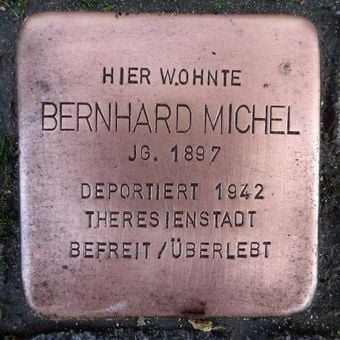 HIER WOHNTE
BERNHARD MICHEL
JG. 1897
DEPORTIERT 1942
THERESIENSTADT
BEFREIT/ÜBERLEBT